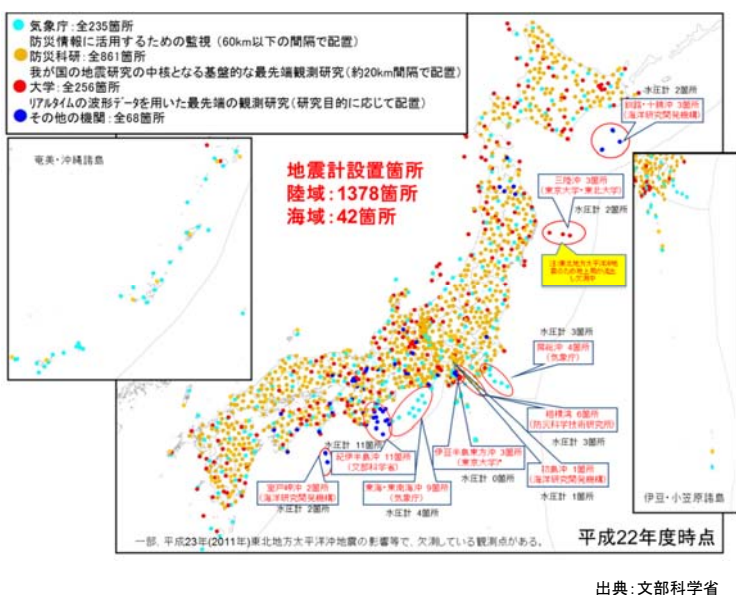 気象庁:全235箇所
防災情報に活用するための監視(60km以下の間隔で配置)
防災科研:全861箇所
我が国の地震研究の中核となる基盤的な最先端観測研究(約20km間隔で配置)
大学:全256箇所
リアルタイムの波形データを用いた最先端の観測研究(研究目的に応じて配置)
その他の機関:全68箇所
奄美・沖縄諸島
地震計設置箇所
陸域:1378箇所
海域:42箇所
水圧計 2箇所
釧路・十勝沖 3箇所
(海洋研究開発機構)
三陸沖 3箇所
(東京大学・東北大学)
水圧計 2箇所
水圧計 3箇所
房総沖 4箇所
(気象庁)
相模湾 6箇所
(防災科学技術研究所)
水圧計 3箇所
初島沖 1箇所
(海洋研究開発機構)
水圧計 1箇所
伊豆半島東方沖 3箇所
(東京大学)*
水圧計 0箇所
水圧計 11箇所
紀伊半島沖 11箇所
(文部科学省)
東海・東南海沖 9箇所
(気象庁)
水圧計 4箇所
室戸岬沖 2箇所
(海洋研究開発機構)
水圧計 2箇所
伊豆・小笠原諸島
一部、平成23年(2011年)東北地方太平洋沖地震の影響等で、欠測している観測点がある。
平成22年度時点
出典:文部科学省